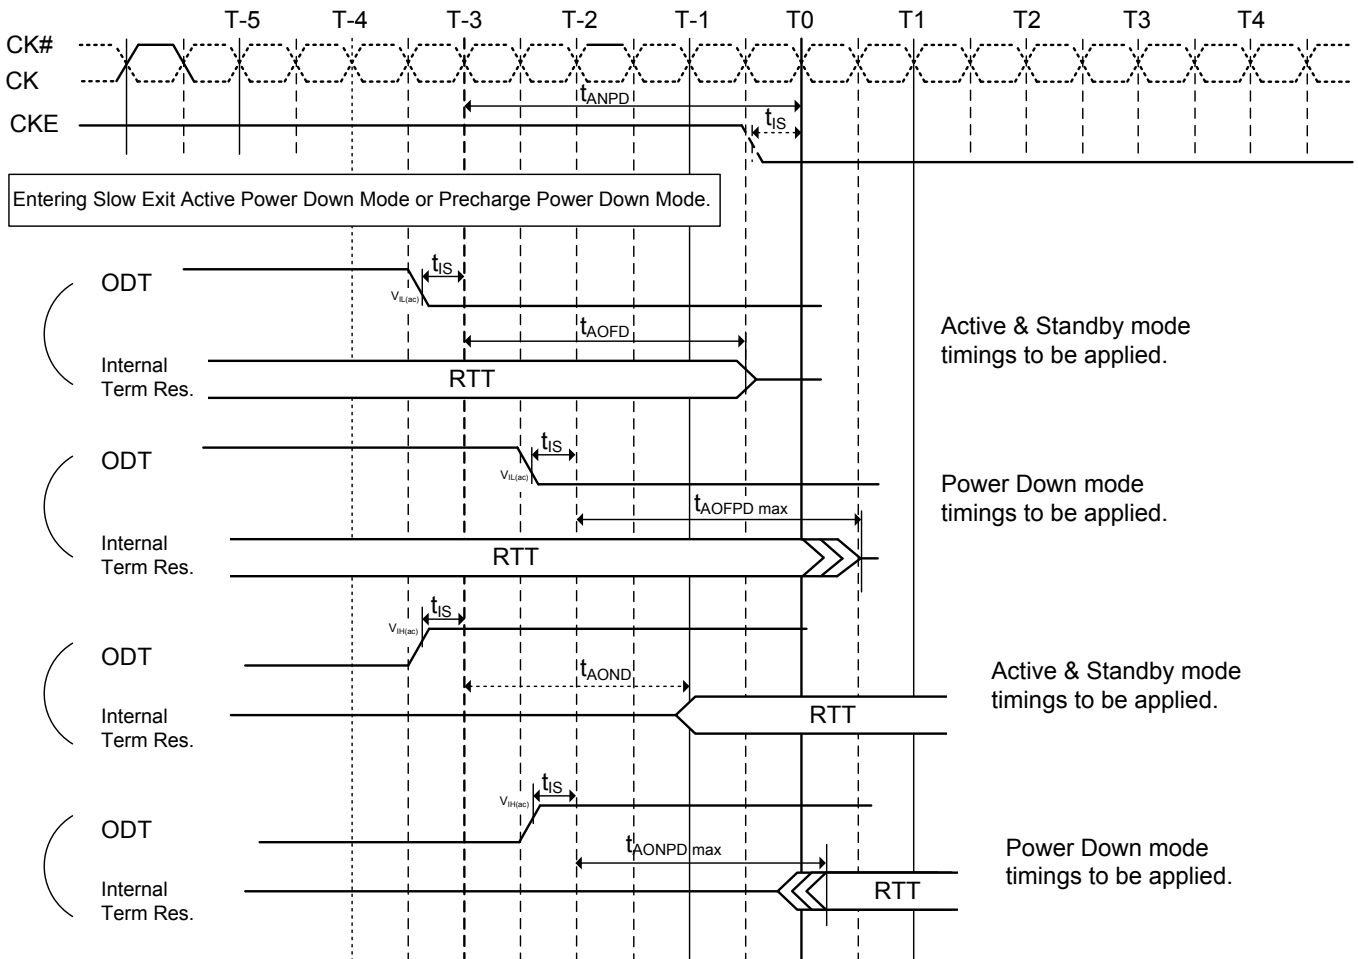 T-5 T-4 T-3 T-2 T-1 T0 T1 T2 T3 T4
CK#
CK
tANPD
CKE
tIS
Entering Slow Exit Active Power Down Mode or Precharge Power Down Mode.
ODT
tIS
VIL(ac)
tAOFD
Active & Standby mode
timings to be applied.
Internal
Term Res.
RTT
ODT
tIS
VIL(ac)
Power Down mode
timings to be applied.
tAOFPD max
Internal
Term Res.
RTT
tIS
VIH(ac)
ODT
tAOND
Active & Standby mode
timings to be applied.
Internal
Term Res.
RTT
tIS
VIH(ac)
ODT
tAONPD max
Power Down mode
timings to be applied.
Internal
Term Res.
RTT